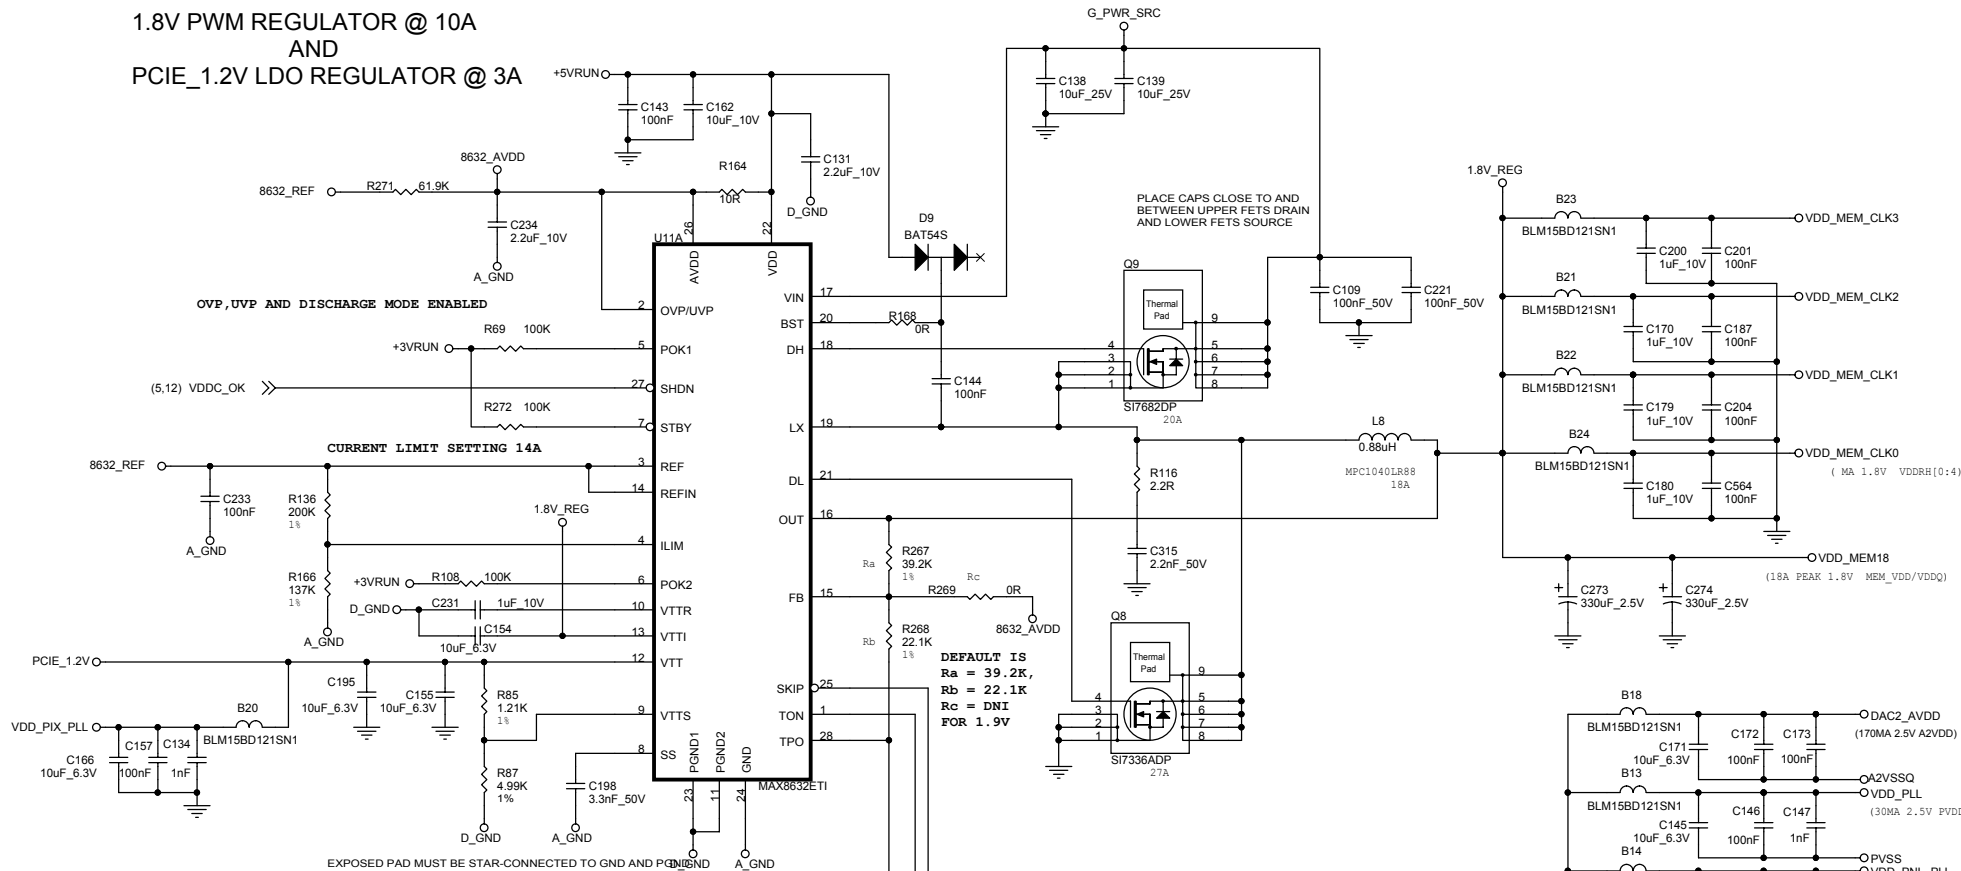 1.8V PWM REGULATOR @ 10A
AND
PCIE_1.2V LDO REGULATOR @ 3A
+5VRUN
C143
100nF
C162
10uF_10V
C131
2.2uF_10V
D_GND
R164
10R
8632_AVDD
8632_REF
R271
61.9K
C234
2.2uF_10V
A_GND
OVP,UVP AND DISCHARGE MODE ENABLED
+3VRUN
R69 100K
(5,12) VDDC_OK
R272 100K
CURRENT LIMIT SETTING 14A
8632_REF
C233
100nF
A_GND
R136
200K
1%
R166
137K
1%
A_GND
1.8V_REG
+3VRUN
R108
100K
D_GND
C231
1uF_10V
C154
10uF_6.3V
PCIE_1.2V
C195
10uF_6.3V
C155
10uF_6.3V
R85
1.21K
1%
R87
4.99K
1%
D_GND
VDD_PIX_PLL
B20
BLM15BD121SN1
C166
10uF_6.3V
C157
100nF
C134
1nF
C198
3.3nF_50V
A_GND
EXPOSED PAD MUST BE STAR-CONNECTED TO GND AND PGND
D_GND
A_GND
U11A
26
AVDD
22
VDD
2
OVP/UVP
5
POK1
27
SHDN
7
STBY
3
REF
14
REFIN
4
ILIM
6
POK2
10
VTTR
13
VTTI
12
VTT
9
VTTS
8
SS
23
PGND1
11
PGND2
24
GND
MAX8632ETI
VIN
17
BST
20
DH
18
LX
19
DL
21
OUT
16
FB
15
SKIP
25
TON
1
TPO
28
G_PWR_SRC
C138
10uF_25V
C139
10uF_25V
D9
BAT54S
R168
0R
C144
100nF
PLACE CAPS CLOSE TO AND
BETWEEN UPPER FETS DRAIN
AND LOWER FETS SOURCE
Q9
Thermal
Pad
9
4
3
2
1
5
6
7
8
SI7682DP
20A
C109
100nF_50V
C221
100nF_50V
R116
2.2R
C315
2.2nF_50V
L8
0.88uH
MPC1040LR88
18A
Ra
R267
39.2K
1%
Rc
R269
0R
8632_AVDD
Rb
R268
22.1K
1%
DEFAULT IS
Ra = 39.2K,
Rb = 22.1K
Rc = DNI
FOR 1.9V
Q8
Thermal
Pad
9
4
3
2
1
5
6
7
8
SI7336ADP
27A
1.8V_REG
B23
BLM15BD121SN1
VDD_MEM_CLK3
C200
1uF_10V
C201
100nF
B21
BLM15BD121SN1
VDD_MEM_CLK2
C170
1uF_10V
C187
100nF
B22
BLM15BD121SN1
VDD_MEM_CLK1
C179
1uF_10V
C204
100nF
B24
BLM15BD121SN1
VDD_MEM_CLK0
( MA 1.8V VDDRH[0:4)
C180
1uF_10V
C564
100nF
VDD_MEM18
(18A PEAK 1.8V MEM_VDD/VDDQ)
+
C273
330uF_2.5V
+
C274
330uF_2.5V
B18
BLM15BD121SN1
DAC2_AVDD
(170MA 2.5V A2VDD)
C171
10uF_6.3V
C172
100nF
C173
100nF
A2VSSQ
B13
BLM15BD121SN1
VDD_PLL
(30MA 2.5V PVDD
C145
10uF_6.3V
C146
100nF
C147
1nF
PVSS
B14
VDD_PNL_PLL